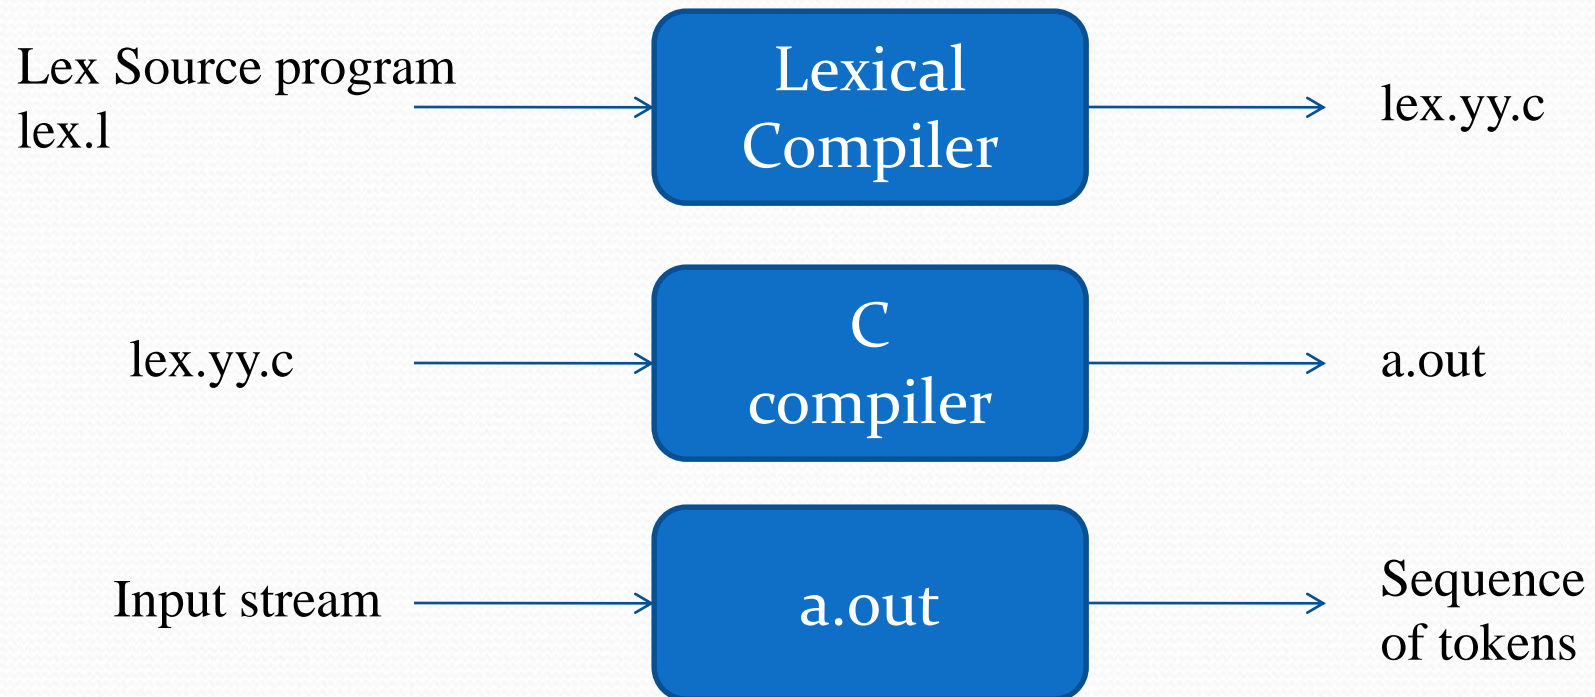 Lex Source program
lex.l
Lexical
Compiler
lex.yy.c
lex.yy.c
C
compiler
a.out
Input stream
a.out
Sequence
of tokens